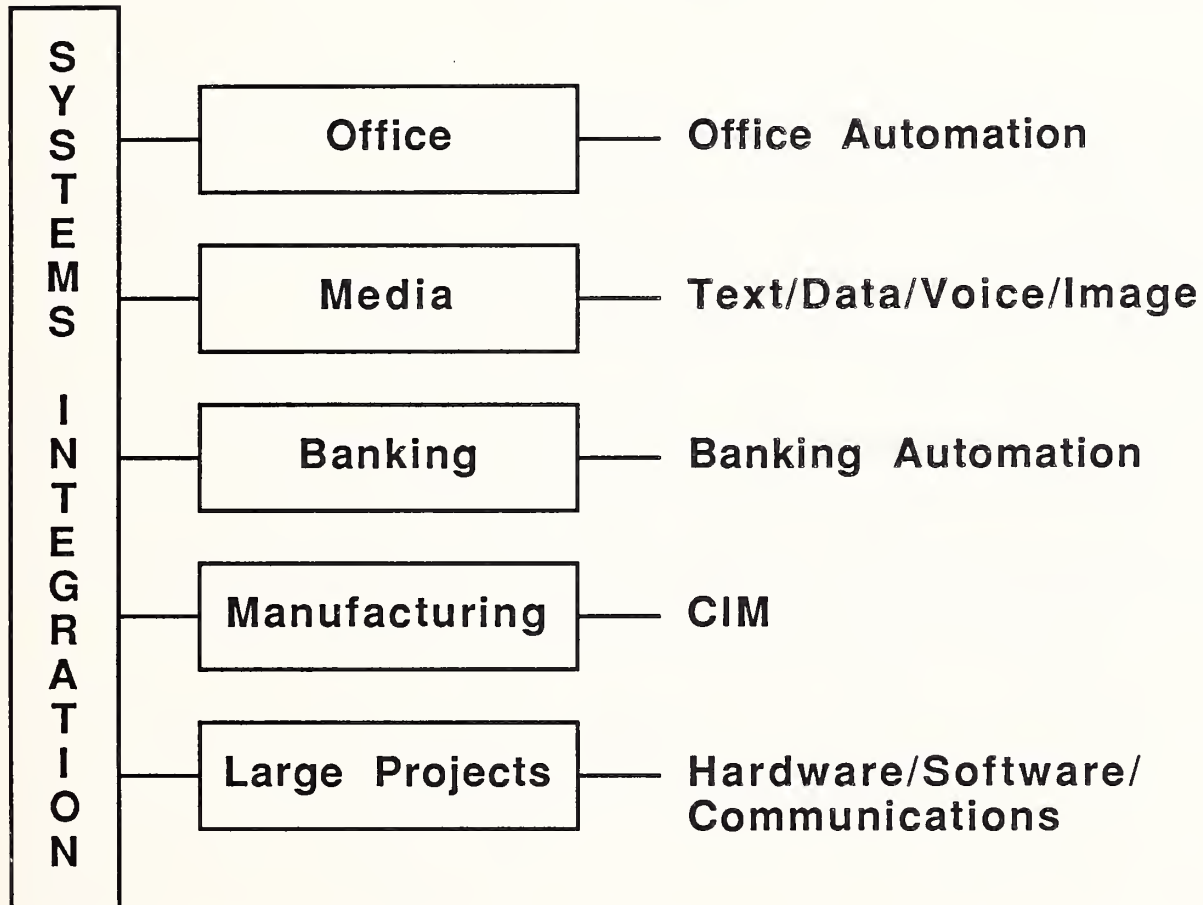 SYSTEMS INTEGRATION
Office
Office Automation
Media
Text/Data/Voice/Image
Banking
Banking Automation
Manufacturing
CIM
Large Projects
Hardware/Software/
Communications